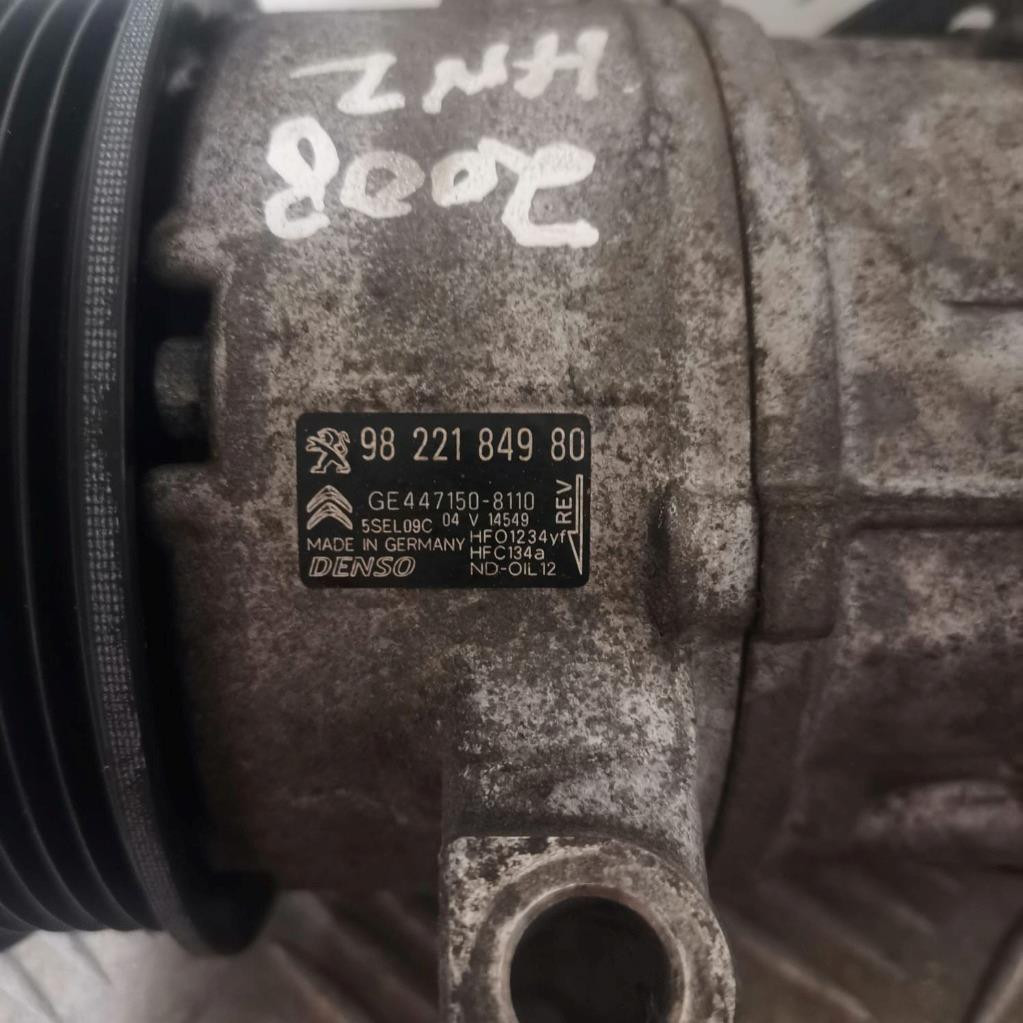 HNZ
2008
98 221 849 80
GE447150-8110
5SEL09C 04 V 14549
MADE IN GERMANY
DENSO
HFO1234yf
HFC134a
ND-OIL12
REV